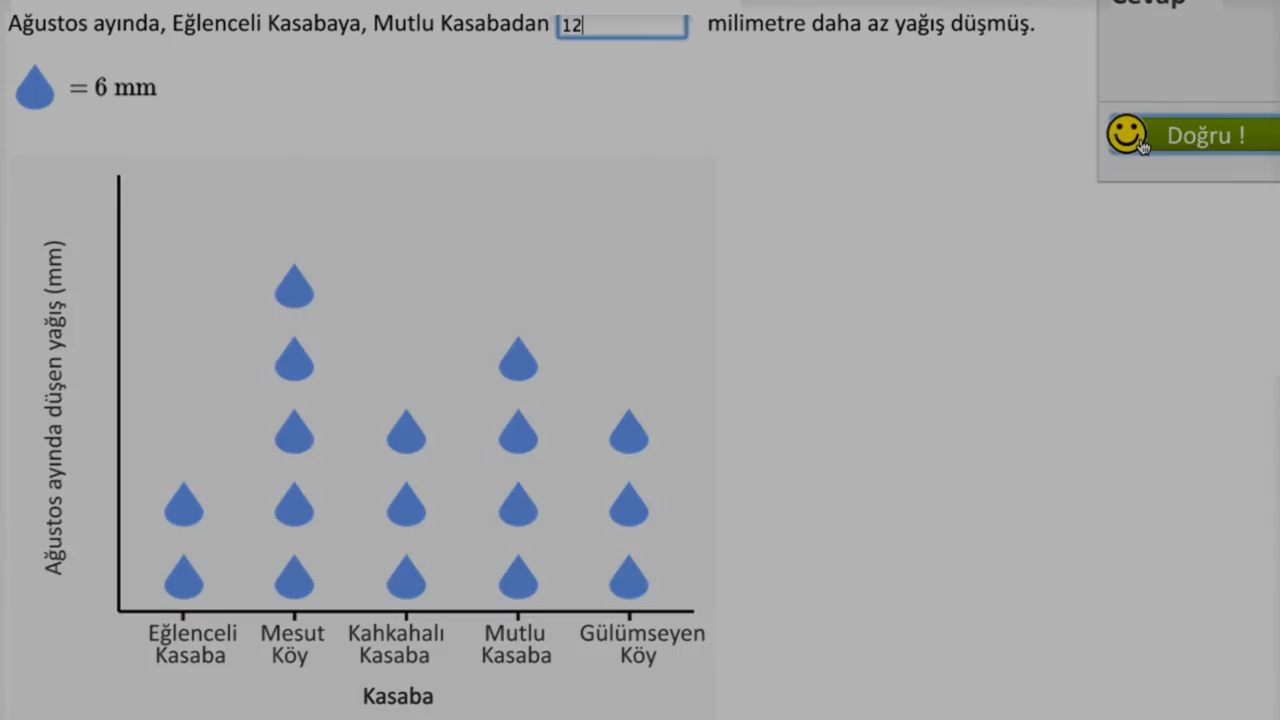 Cevap
Ağustos ayında, Eğlenceli Kasabaya, Mutlu Kasabadan 12 milimetre daha az yağış düşmüş.
= 6 mm
Doğru !
Ağustos ayında düşen yağış (mm)
Eğlenceli Kasaba
Mesut Köy
Kahkahalı Kasaba
Mutlu Kasaba
Gülümseyen Köy
Kasaba